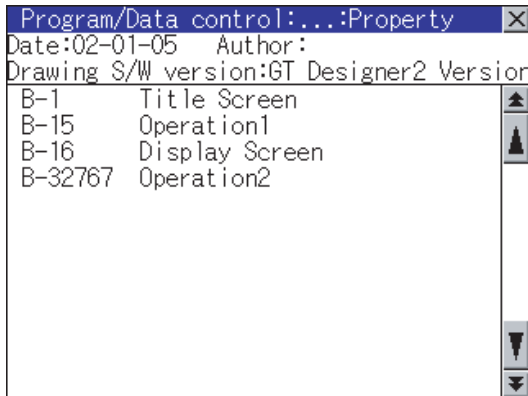 Program/Data control:...:Property
Date:02-01-05 Author:
Drawing S/W version:GT Designer2 Version
B-1 Title Screen
B-15 Operation1
B-16 Display Screen
B-32767 Operation2